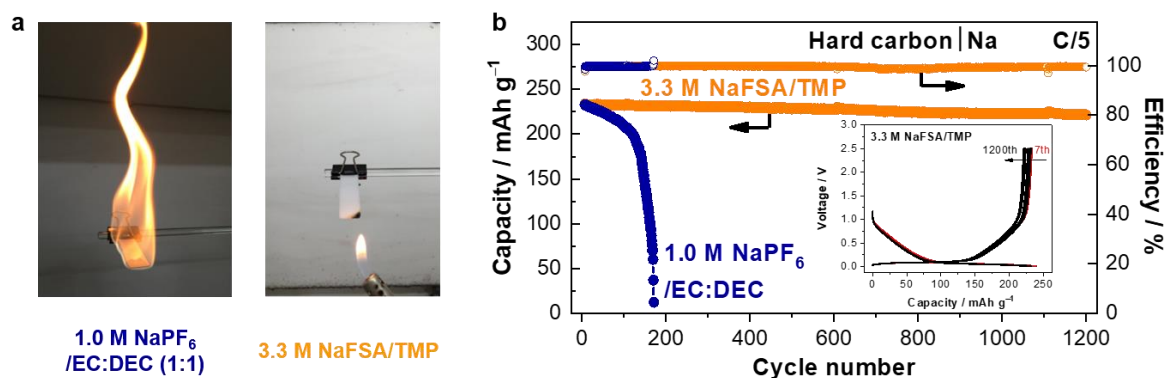 a
1.0 M NaPF₆
/EC:DEC (1:1)
3.3 M NaFSA/TMP
b
Hard carbon | Na
C/5
3.3 M NaFSA/TMP
1.0 M NaPF₆
/EC:DEC
Capacity / mAh g⁻¹
300
250
200
150
100
50
0
Efficiency / %
100
80
60
40
20
0
0 200 400 600 800 1000 1200
Cycle number
3.3 M NaFSA/TMP
1200th
7th
Voltage / V
3.0
2.5
2.0
1.5
1.0
0.5
0.0
0 50 100 150 200 250
Capacity / mAh g⁻¹